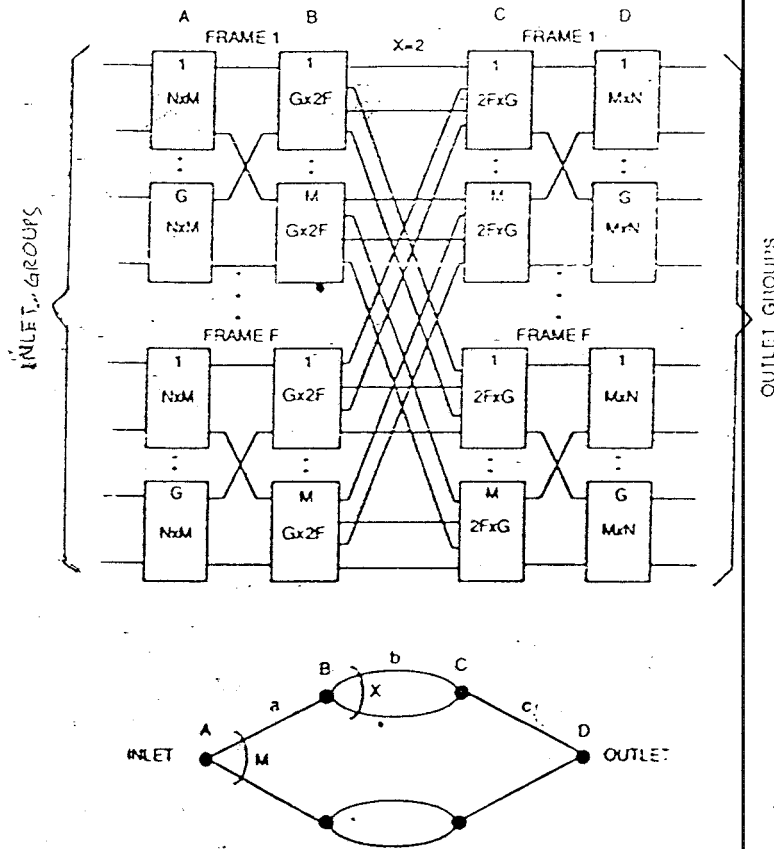 A B C D
FRAME 1 X=2 FRAME 1
1 1 1 1
NxM Gx2F 2FxG MxN
G M M G
NxM Gx2F 2FxG MxN
INLET GROUPS
OUTLET GROUPS
FRAME F FRAME F
1 1 1 1
NxM Gx2F 2FxG MxN
G M M G
NxM Gx2F 2FxG MxN
B b C
X
a c
A D
INLET M OUTLET